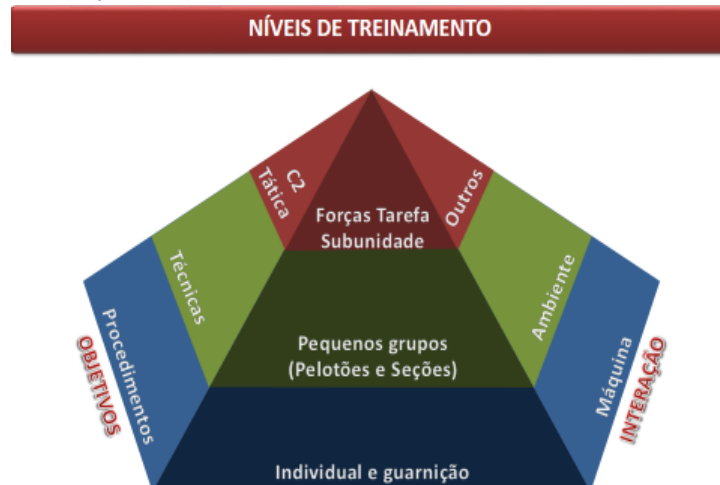 NÍVEIS DE TREINAMENTO
C2
Tática
Outros
Forças Tarefa
Subunidade
Técnicas
Ambiente
Pequenos grupos
(Pelotões e Seções)
Procedimentos
OBJETIVOS
Máquina
INTERAÇÃO
Individual e guarnição